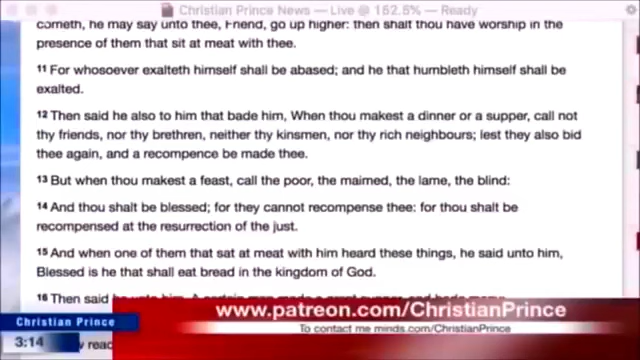 Christian Prince News — Live @ 162.5% — Ready
cometh, he may say unto thee, Friend, go up higher: then shalt thou have worship in the
presence of them that sit at meat with thee.
11 For whosoever exalteth himself shall be abased; and he that humbleth himself shall be
exalted.
12 Then said he also to him that bade him, When thou makest a dinner or a supper, call not
thy friends, nor thy brethren, neither thy kinsmen, nor thy rich neighbours; lest they also bid
thee again, and a recompence be made thee.
13 But when thou makest a feast, call the poor, the maimed, the lame, the blind:
14 And thou shalt be blessed; for they cannot recompense thee: for thou shalt be
recompensed at the resurrection of the just.
15 And when one of them that sat at meat with him heard these things, he said unto him,
Blessed is he that shall eat bread in the kingdom of God.
16 Then said
www.patreon.com/ChristianPrince
Christian Prince
To contact me minds.com/ChristianPrince
3:14